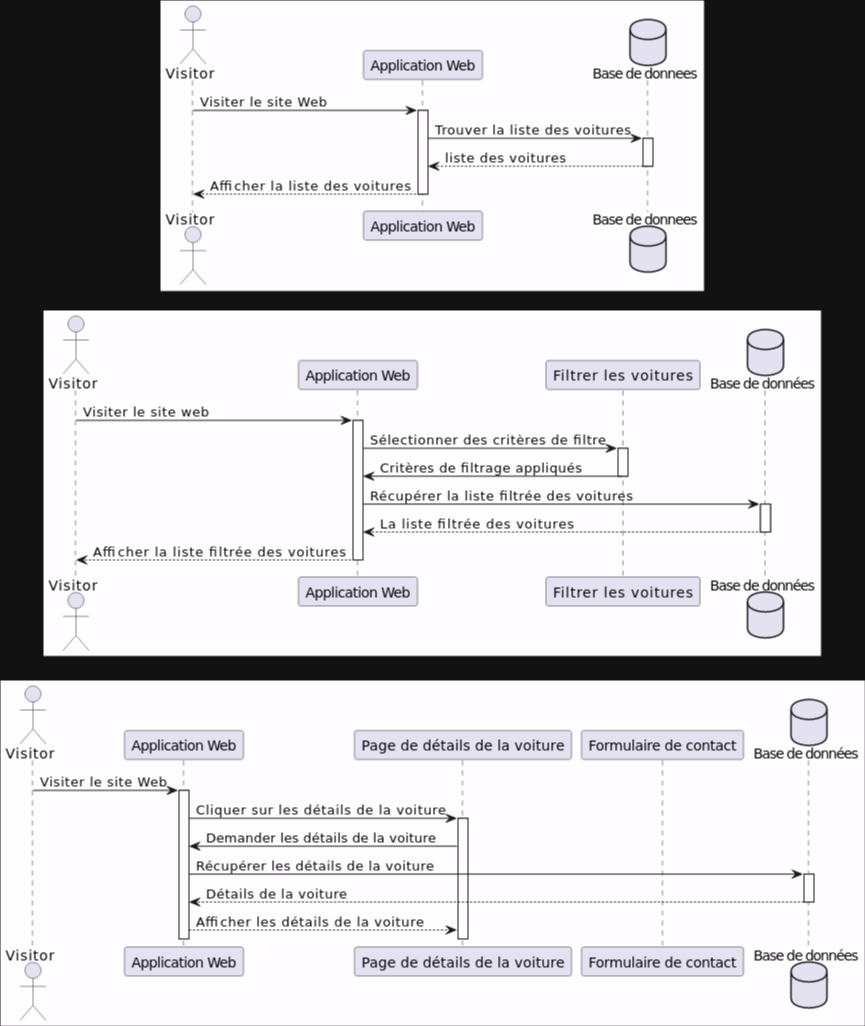 Visitor
Application Web
Base de donnees
Visiter le site Web
Trouver la liste des voitures
liste des voitures
Afficher la liste des voitures
Visitor
Application Web
Base de donnees
Visitor
Application Web
Filtrer les voitures
Base de données
Visiter le site web
Sélectionner des critères de filtre
Critères de filtrage appliqués
Récupérer la liste filtrée des voitures
La liste filtrée des voitures
Afficher la liste filtrée des voitures
Visitor
Application Web
Filtrer les voitures
Base de données
Visitor
Application Web
Page de détails de la voiture
Formulaire de contact
Base de données
Visiter le site Web
Cliquer sur les détails de la voiture
Demander les détails de la voiture
Récupérer les détails de la voiture
Détails de la voiture
Afficher les détails de la voiture
Visitor
Application Web
Page de détails de la voiture
Formulaire de contact
Base de données